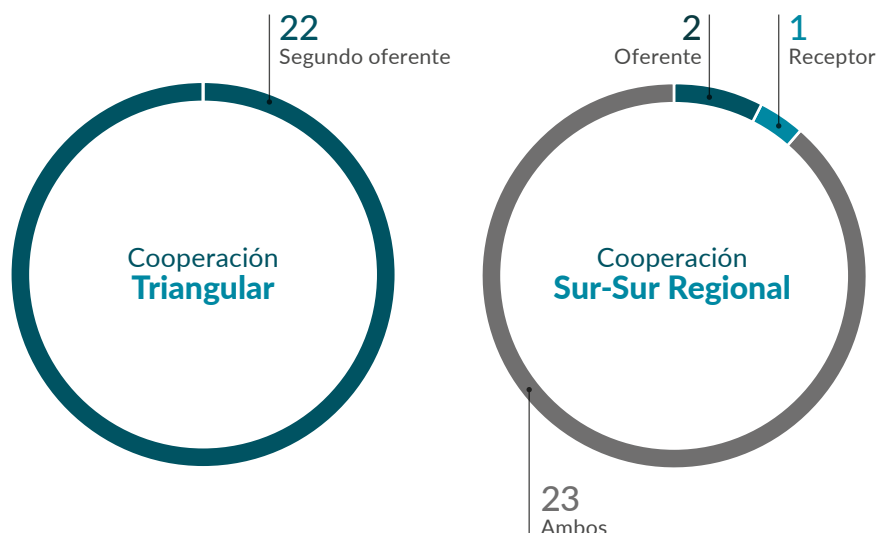 22
Segundo oferente
Cooperación
Triangular
2
Oferente
1
Receptor
Cooperación
Sur-Sur Regional
23
Ambos